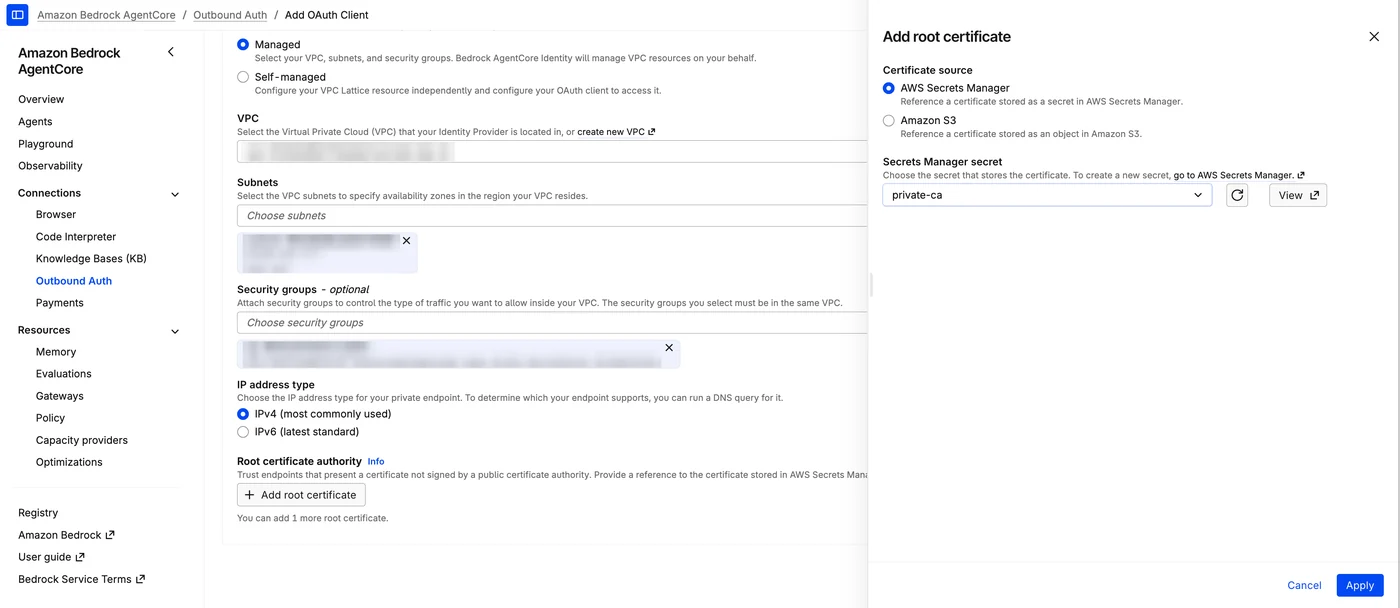 Amazon Bedrock AgentCore / Outbound Auth / Add OAuth Client
Amazon Bedrock
AgentCore
Overview
Agents
Playground
Observability
Connections
Browser
Code Interpreter
Knowledge Bases (KB)
Outbound Auth
Payments
Resources
Memory
Evaluations
Gateways
Policy
Capacity providers
Optimizations
Registry
Amazon Bedrock
User guide
Bedrock Service Terms
Managed
Select your VPC, subnets, and security groups. Bedrock AgentCore Identity will manage VPC resources on your behalf.
Self-managed
Configure your VPC Lattice resource independently and configure your OAuth client to access it.
VPC
Select the Virtual Private Cloud (VPC) that your Identity Provider is located in, or create new VPC
Subnets
Select the VPC subnets to specify availability zones in the region your VPC resides.
Choose subnets
Security groups - optional
Attach security groups to control the type of traffic you want to allow inside your VPC. The security groups you select must be in the same VPC.
Choose security groups
IP address type
Choose the IP address type for your private endpoint. To determine which your endpoint supports, you can run a DNS query for it.
IPv4 (most commonly used)
IPv6 (latest standard)
Root certificate authority Info
Trust endpoints that present a certificate not signed by a public certificate authority. Provide a reference to the certificate stored in AWS Secrets Mana
Add root certificate
You can add 1 more root certificate.
Add root certificate
Certificate source
AWS Secrets Manager
Reference a certificate stored as a secret in AWS Secrets Manager.
Amazon S3
Reference a certificate stored as an object in Amazon S3.
Secrets Manager secret
Choose the secret that stores the certificate. To create a new secret, go to AWS Secrets Manager.
private-ca View
Cancel Apply